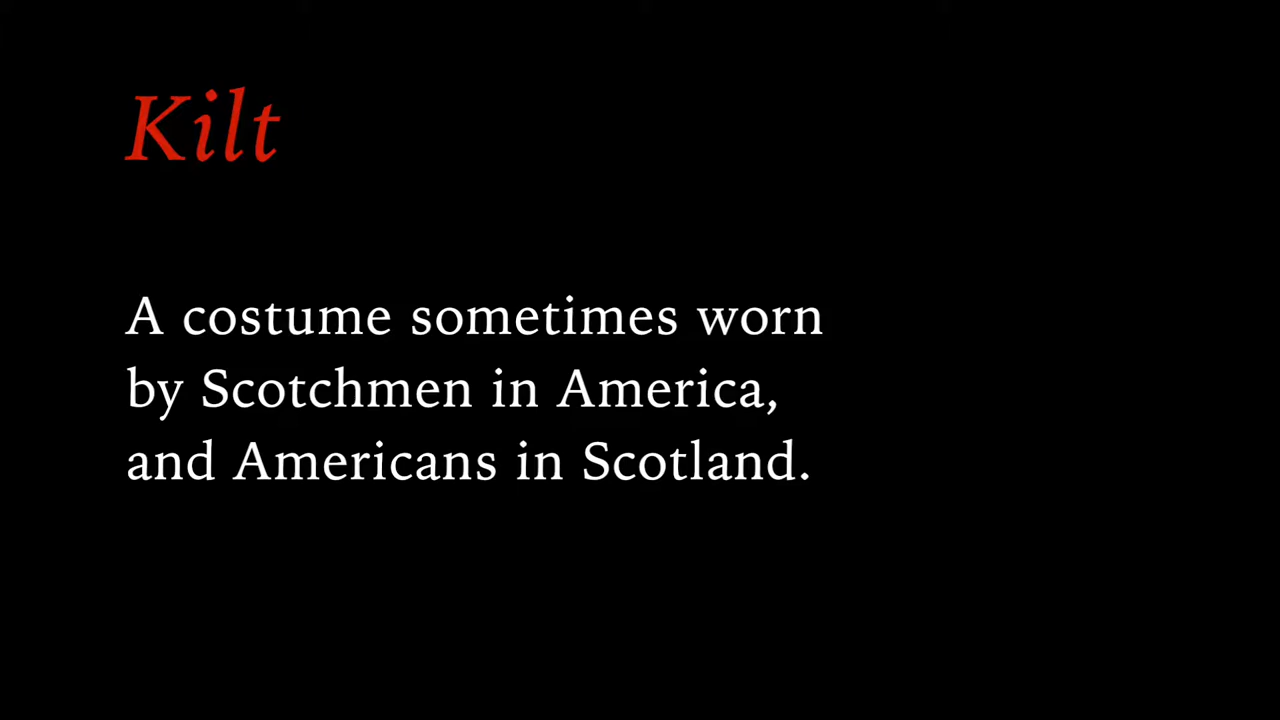 Kilt
A costume sometimes worn
by Scotchmen in America,
and Americans in Scotland.